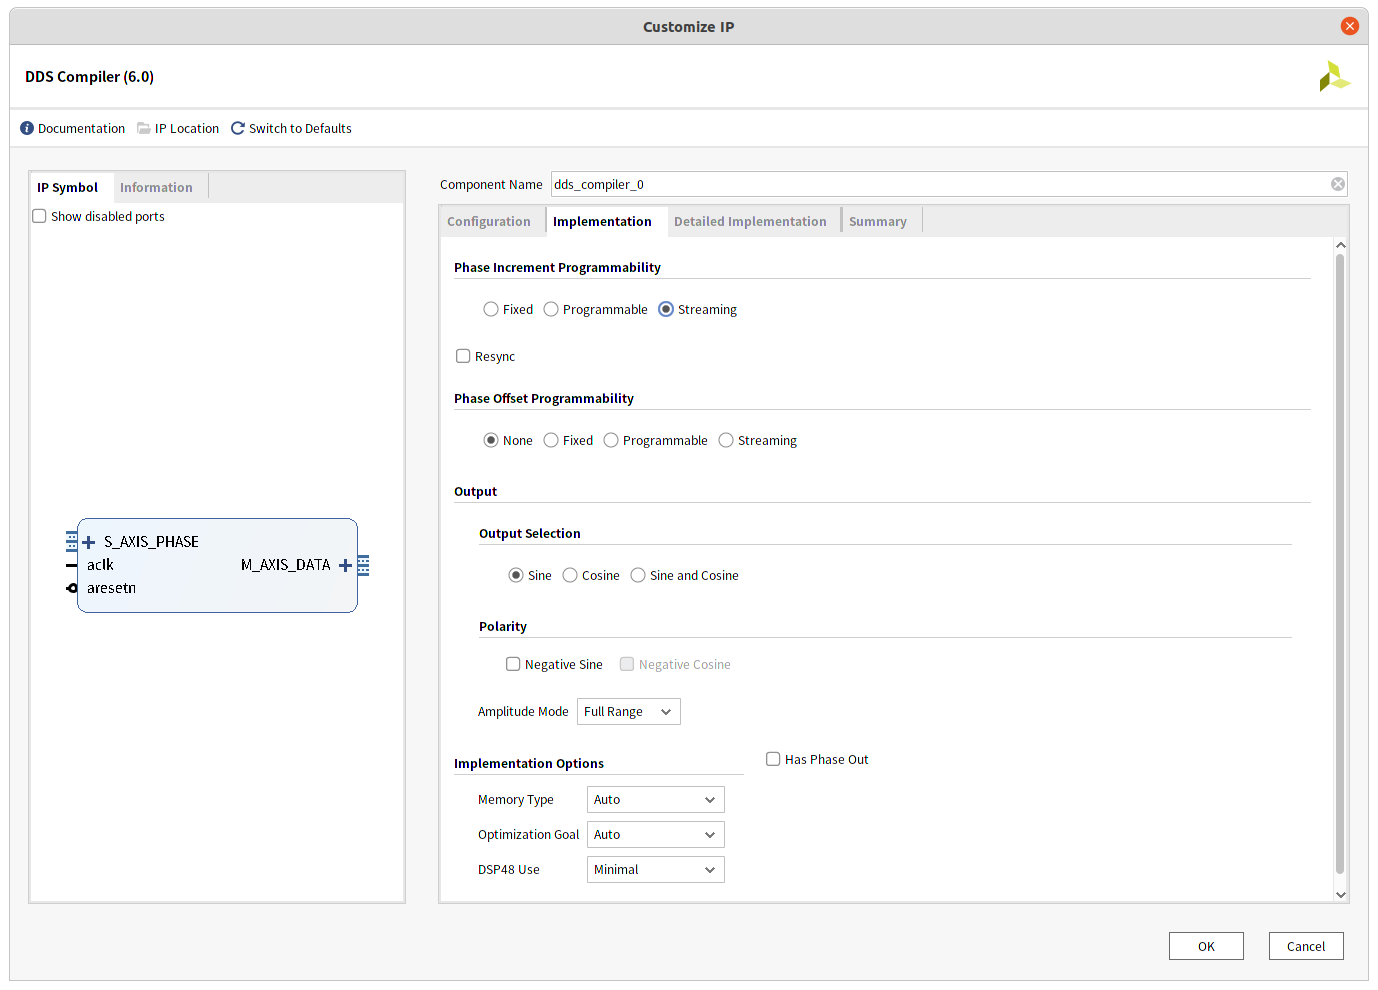 Customize IP
DDS Compiler (6.0)
Documentation IP Location Switch to Defaults
IP Symbol Information
Show disabled ports
S_AXIS_PHASE
aclk M_AXIS_DATA
aresetn
Component Name dds_compiler_0
Configuration Implementation Detailed Implementation Summary
Phase Increment Programmability
Fixed Programmable Streaming
Resync
Phase Offset Programmability
None Fixed Programmable Streaming
Output
Output Selection
Sine Cosine Sine and Cosine
Polarity
Negative Sine Negative Cosine
Amplitude Mode Full Range
Implementation Options Has Phase Out
Memory Type Auto
Optimization Goal Auto
DSP48 Use Minimal
OK Cancel